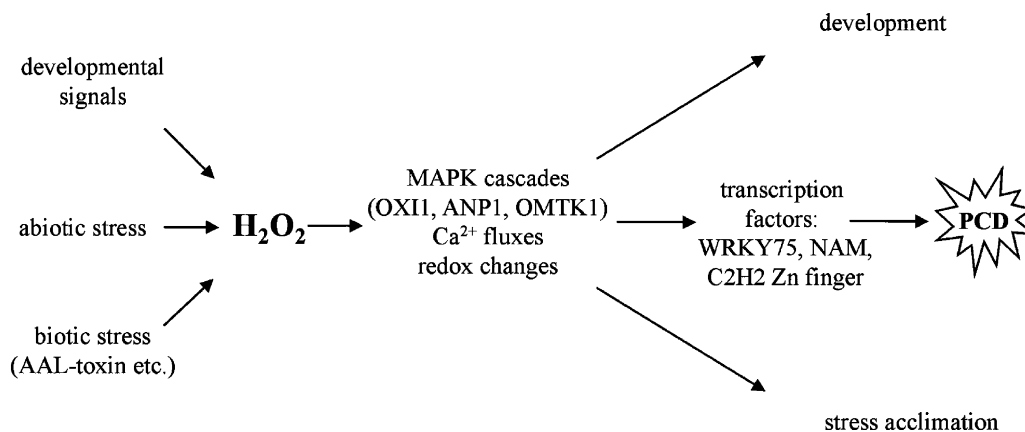 development
developmental
signals
abiotic stress
biotic stress
(AAL-toxin etc.)
H₂O₂
MAPK cascades
(OXI1, ANP1, OMTK1)
Ca²⁺ fluxes
redox changes
transcription
factors:
WRKY75, NAM,
C2H2 Zn finger
PCD
stress acclimation